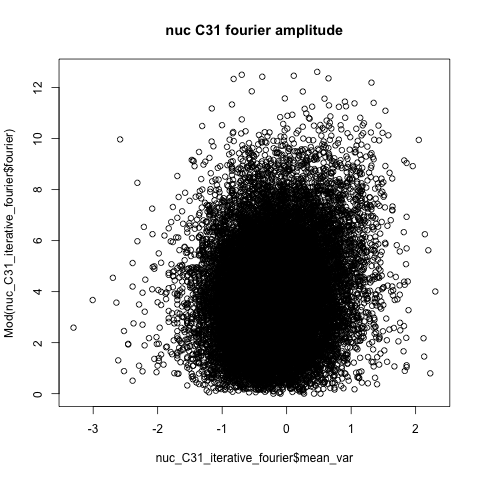 nuc C31 fourier amplitude
Mod(nuc_C31_iterative_fourier$fourier)
12
10
8
6
4
2
0
-3 -2 -1 0 1 2
nuc_C31_iterative_fourier$mean_var